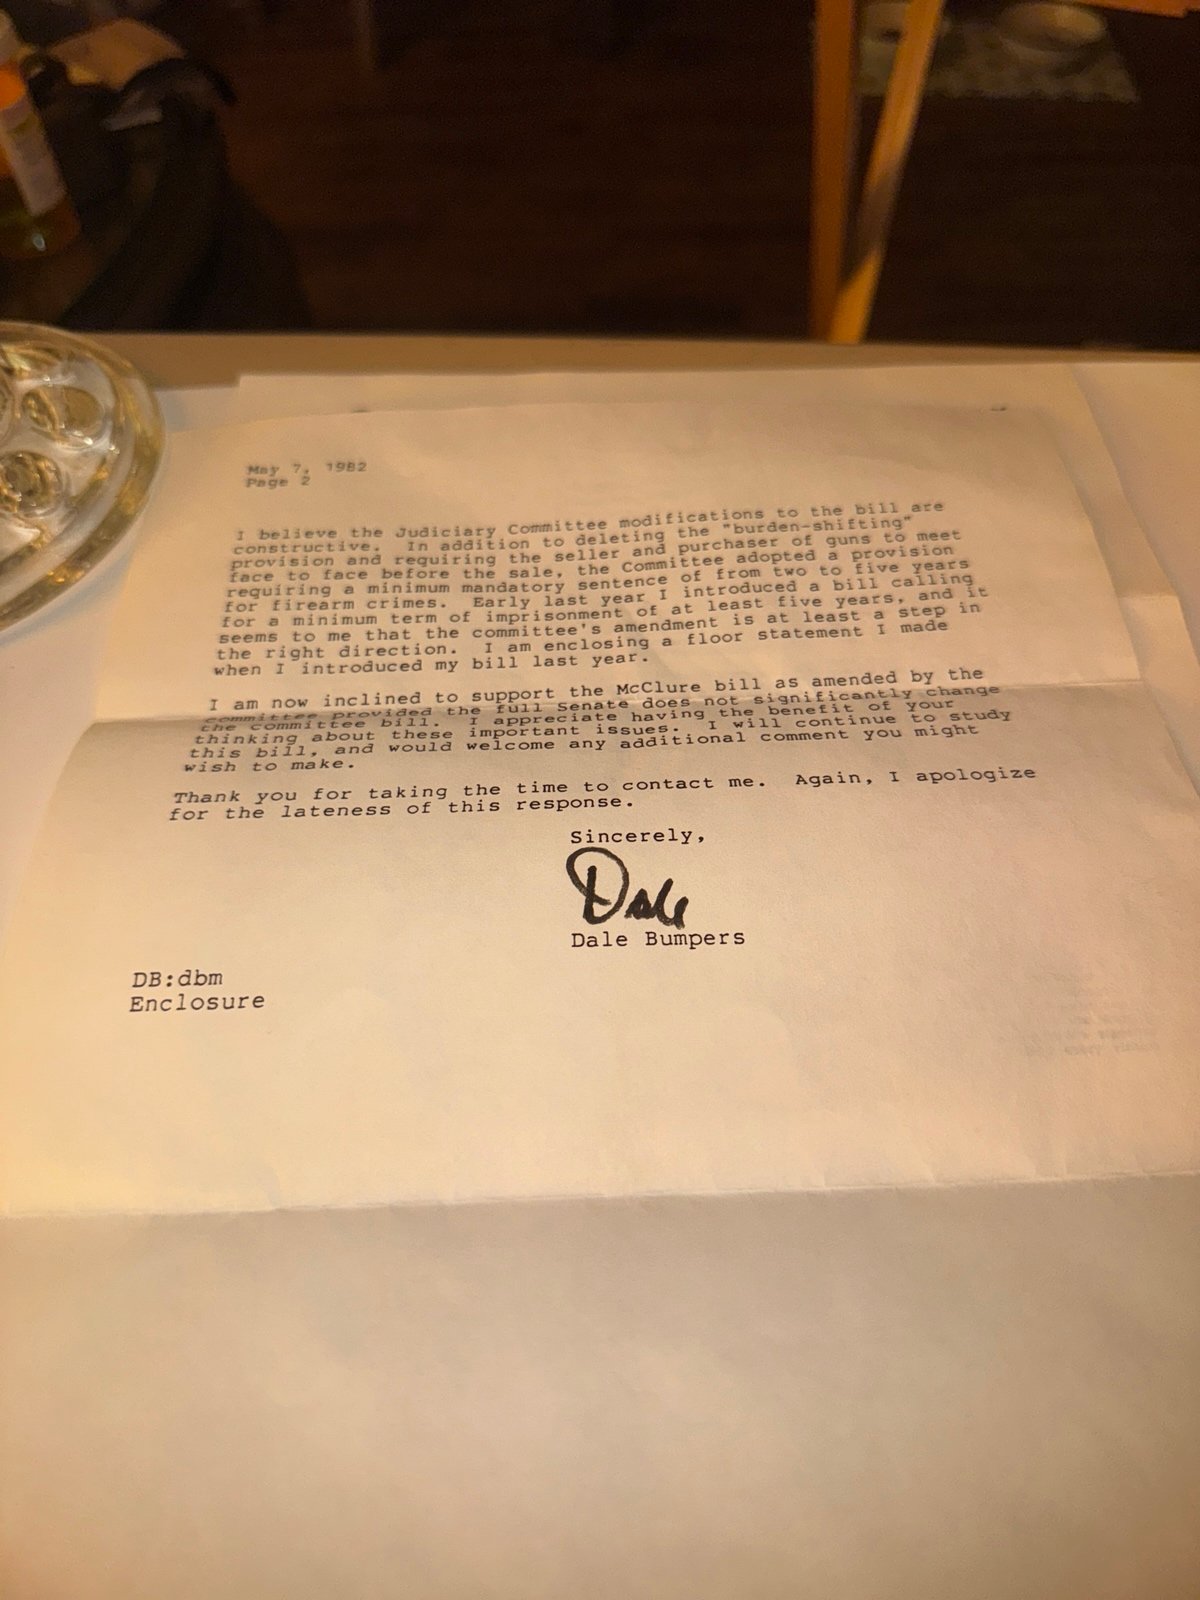 May 7, 1982
Page 2
I believe the Judiciary Committee modifications to the bill are
constructive. In addition to deleting the "burden-shifting"
provision and requiring the seller and purchaser of guns to meet
face to face before the sale, the Committee adopted a provision
requiring a minimum mandatory sentence of from two to five years
for firearm crimes. Early last year I introduced a bill calling
for a minimum term of imprisonment of at least five years, and it
seems to me that the committee's amendment is at least a step in
the right direction. I am enclosing a floor statement I made
when I introduced my bill last year.
I am now inclined to support the McClure bill as amended by the
committee provided the full Senate does not significantly change
the committee bill. I appreciate having the benefit of your
thinking about these important issues. I will continue to study
this bill, and would welcome any additional comment you might
wish to make.
Thank you for taking the time to contact me. Again, I apologize
for the lateness of this response.
Sincerely,
Dale
Dale Bumpers
DB:dbm
Enclosure